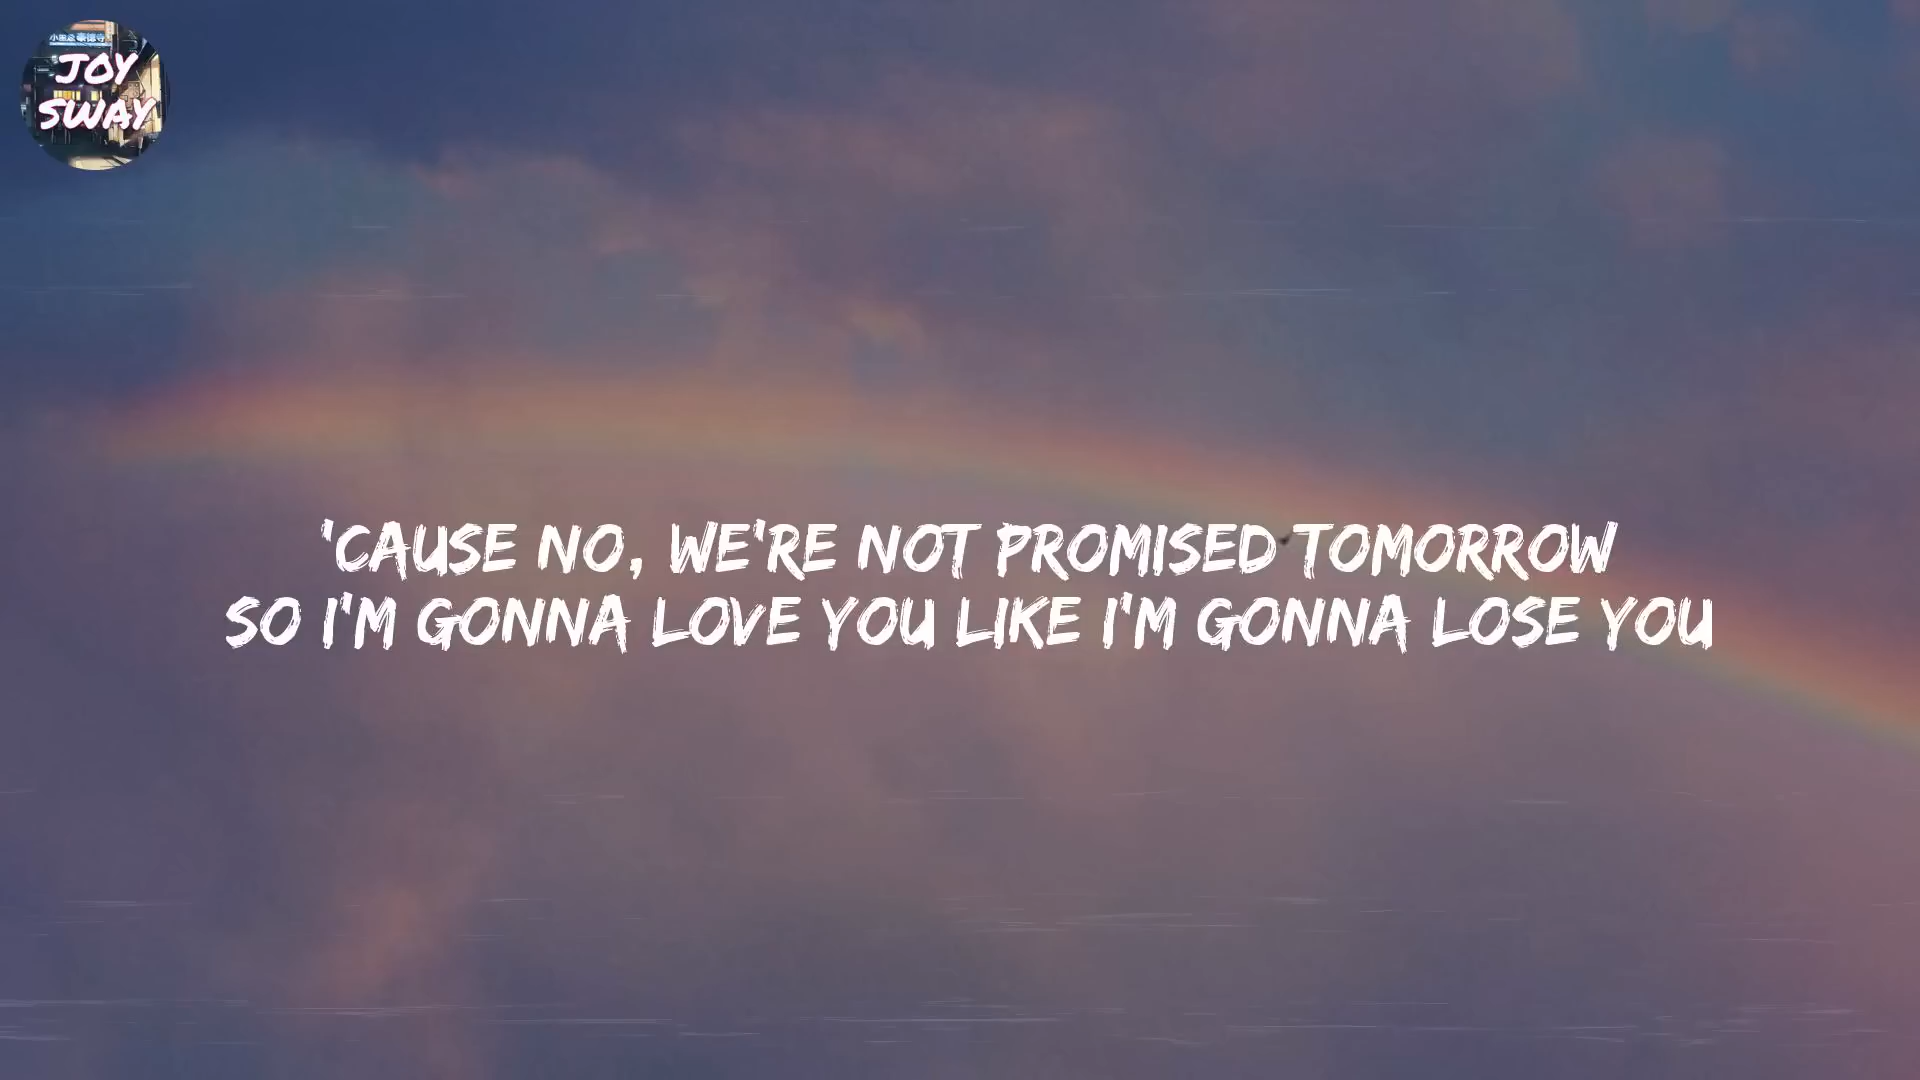 JOY
SWAY
'CAUSE NO, WE'RE NOT PROMISED TOMORROW
SO I'M GONNA LOVE YOU LIKE I'M GONNA LOSE YOU